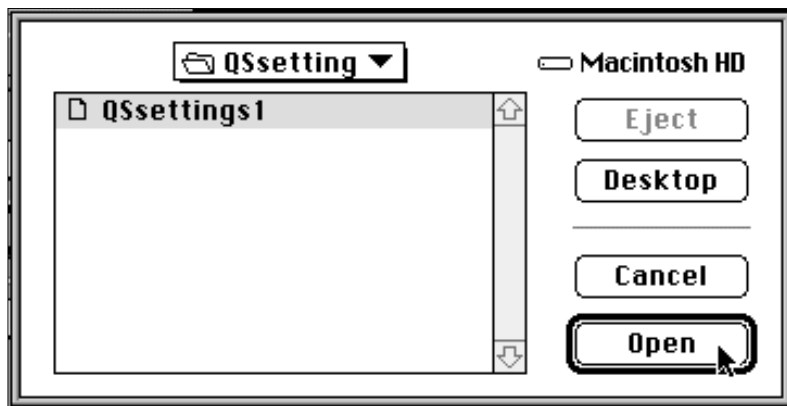 QSsetting
Macintosh HD
QSsettings1
Eject
Desktop
Cancel
Open